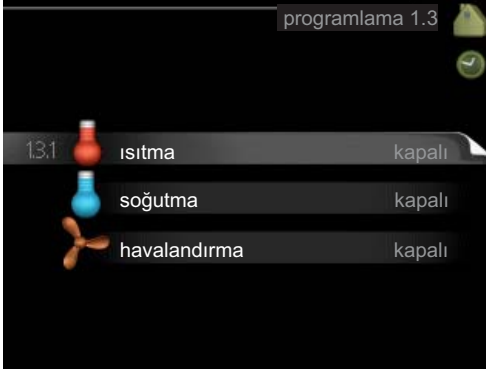 programlama 1.3
1.3.1 ısıtma kapalı
soğutma kapalı
havalandırma kapalı